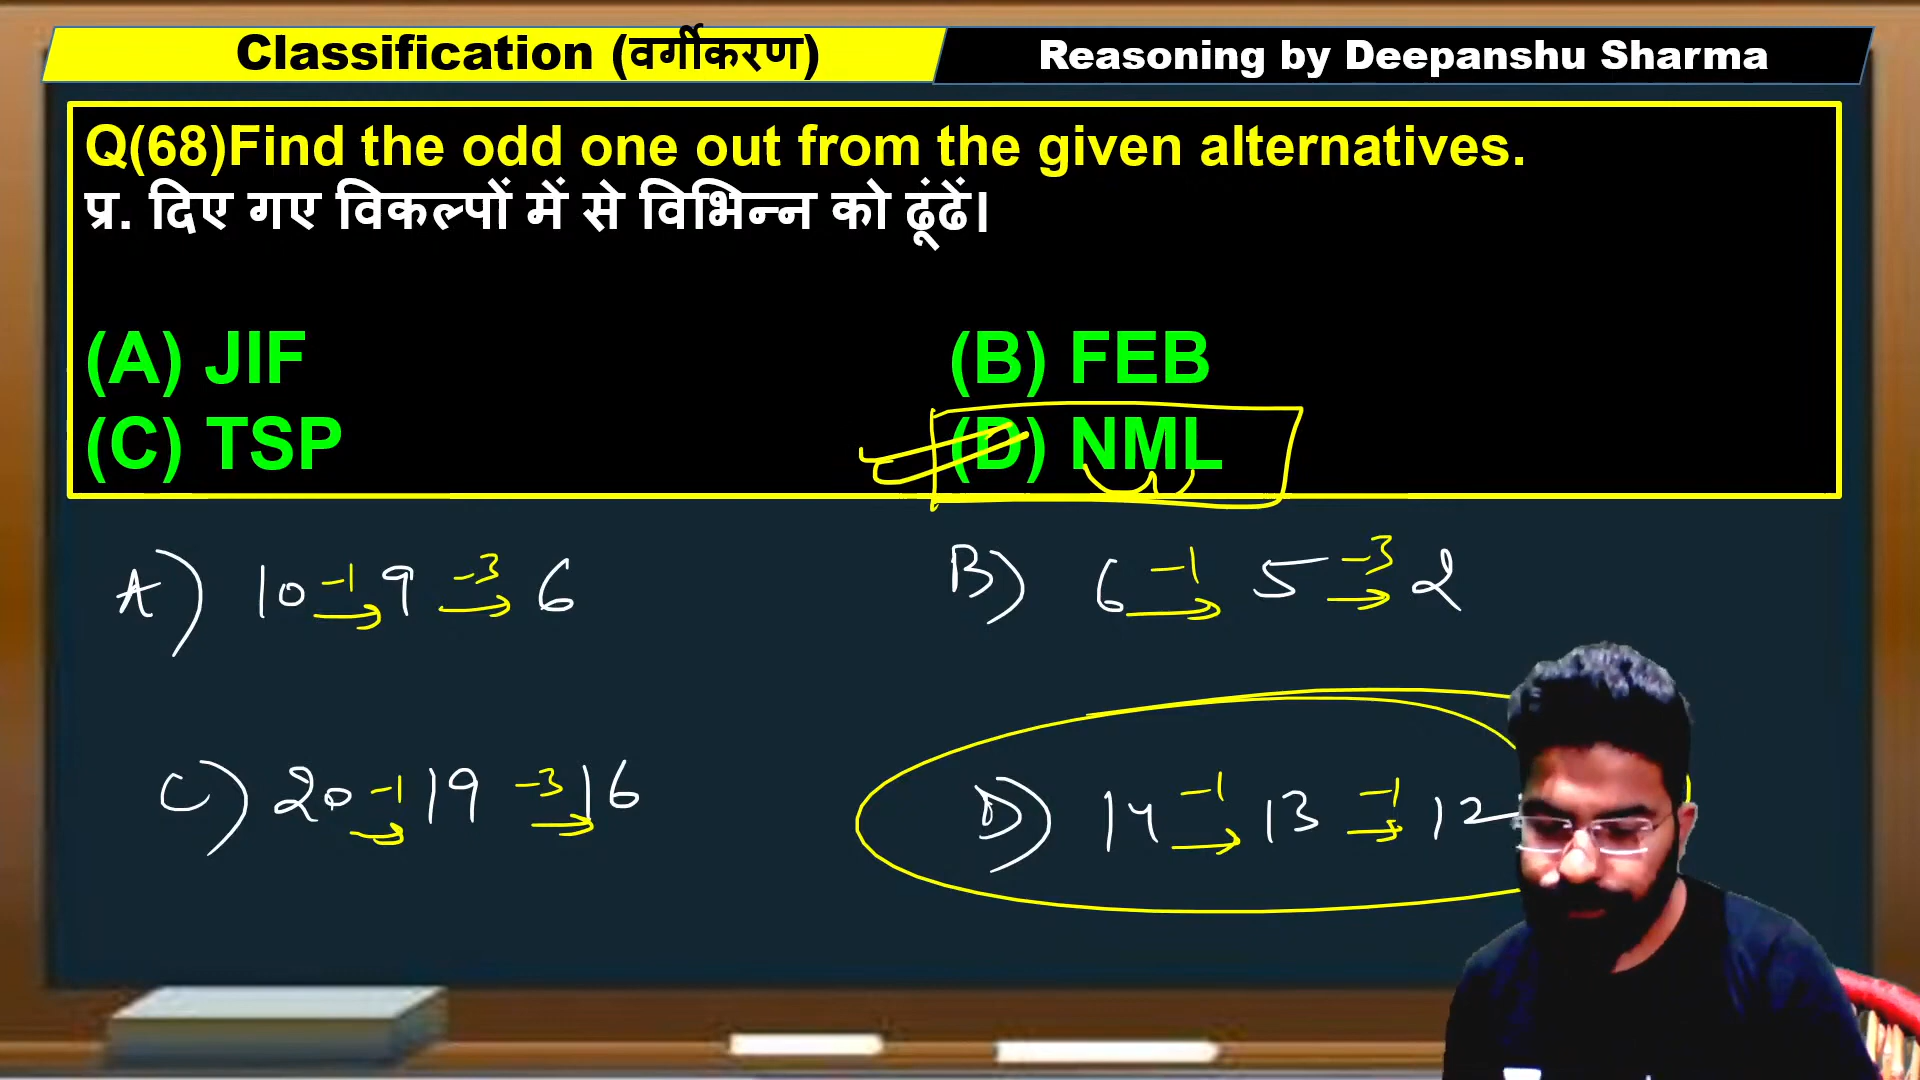 Classification (वर्गीकरण)
Reasoning by Deepanshu Sharma
Q(68)Find the odd one out from the given alternatives.
प्र. दिए गए विकल्पों में से विभिन्न को ढूंढें।
(A) JIF (B) FEB
(C) TSP (D) NML
A) 10 -1→ 9 -3→ 6 B) 6 -1→ 5 -3→ 2
C) 20 -1→ 19 -3→ 16 D) 14 -1→ 13 -1→ 12